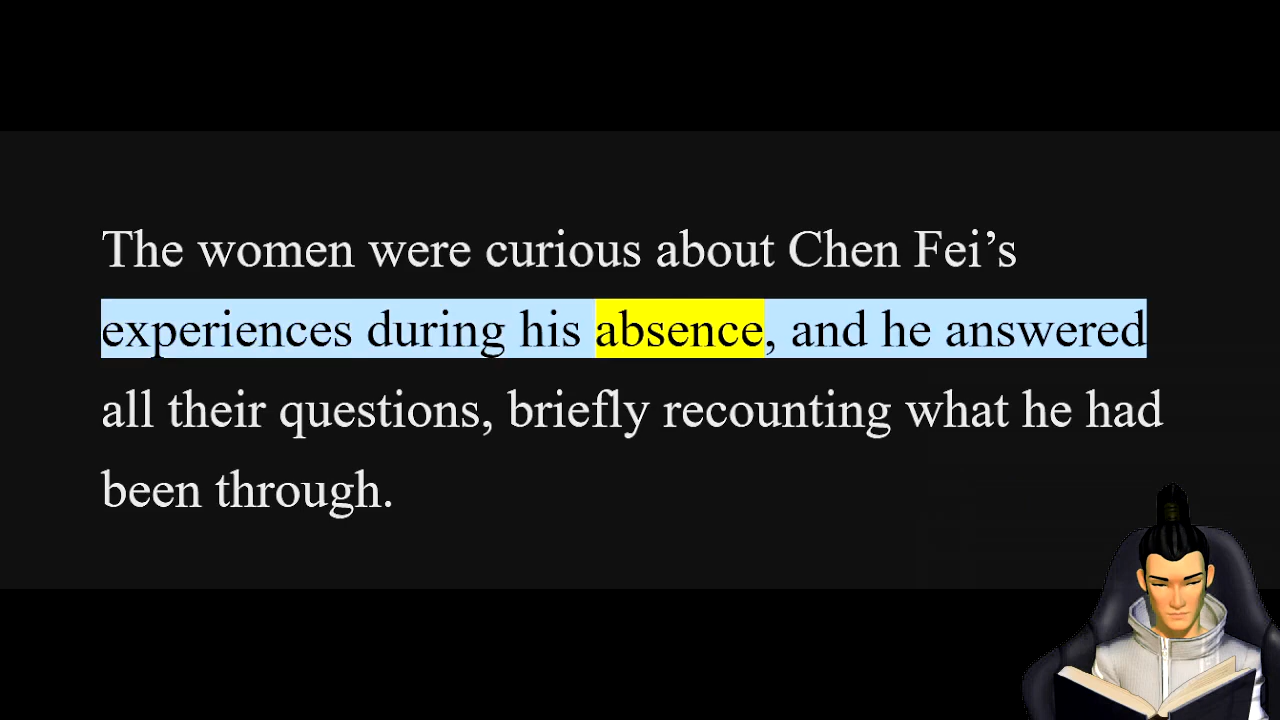 The women were curious about Chen Fei’s
experiences during his absence, and he answered
all their questions, briefly recounting what he had
been through.